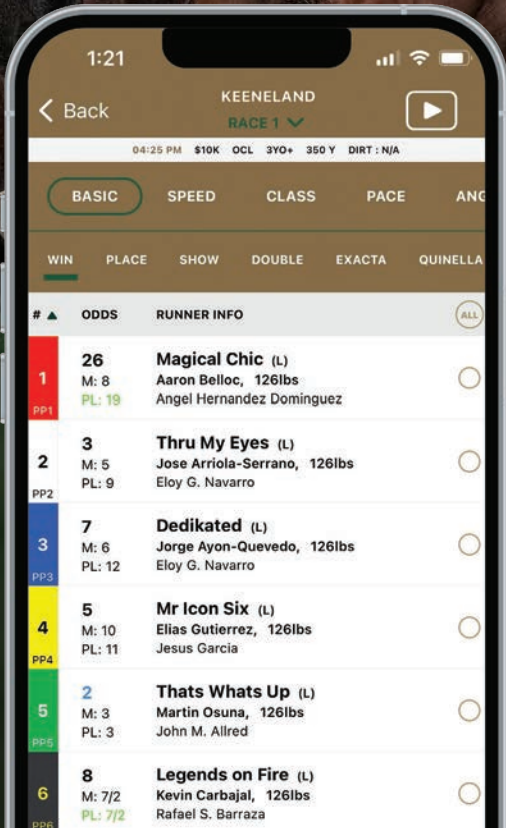 1:21
Back
KEENELAND
RACE 1
04:25 PM $10K OCL 3YO+ 350 Y DIRT : N/A
BASIC SPEED CLASS PACE ANG
WIN PLACE SHOW DOUBLE EXACTA QUINELLA
# ODDS RUNNER INFO ALL
1
PP1
26
M: 8
PL: 19
Magical Chic (L)
Aaron Belloc, 126lbs
Angel Hernandez Dominguez
2
PP2
3
M: 5
PL: 9
Thru My Eyes (L)
Jose Arriola-Serrano, 126lbs
Eloy G. Navarro
3
PP3
7
M: 6
PL: 12
Dedikated (L)
Jorge Ayon-Quevedo, 126lbs
Eloy G. Navarro
4
PP4
5
M: 10
PL: 11
Mr Icon Six (L)
Elias Gutierrez, 126lbs
Jesus Garcia
5
PP5
2
M: 3
PL: 3
Thats Whats Up (L)
Martin Osuna, 126lbs
John M. Allred
6
PP6
8
M: 7/2
PL: 7/2
Legends on Fire (L)
Kevin Carbajal, 126lbs
Rafael S. Barraza